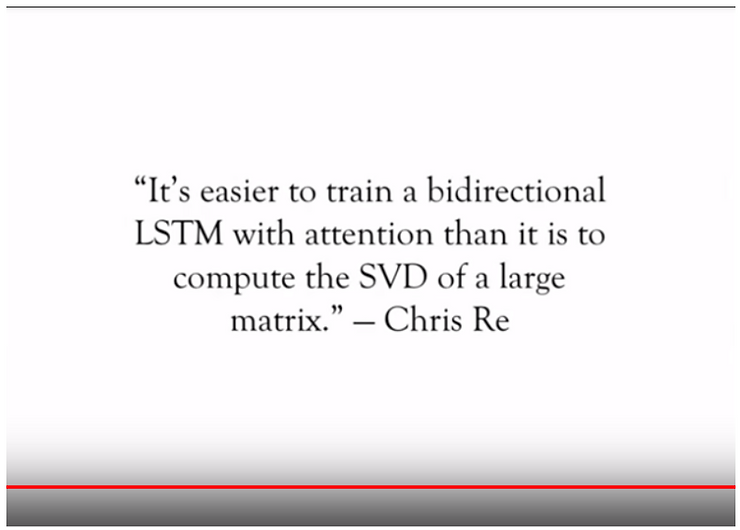 “It’s easier to train a bidirectional
LSTM with attention than it is to
compute the SVD of a large
matrix.” – Chris Re